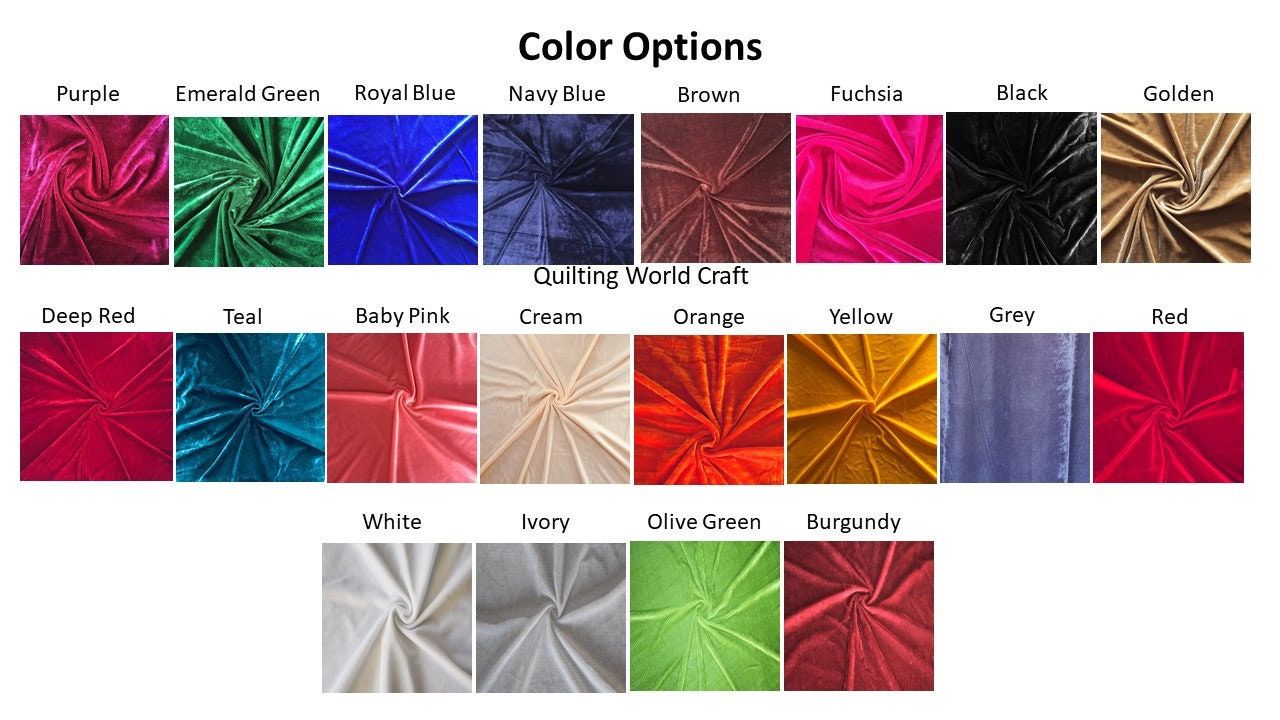 Color Options
Purple Emerald Green Royal Blue Navy Blue Brown Fuchsia Black Golden
Quilting World Craft
Deep Red Teal Baby Pink Cream Orange Yellow Grey Red
White Ivory Olive Green Burgundy